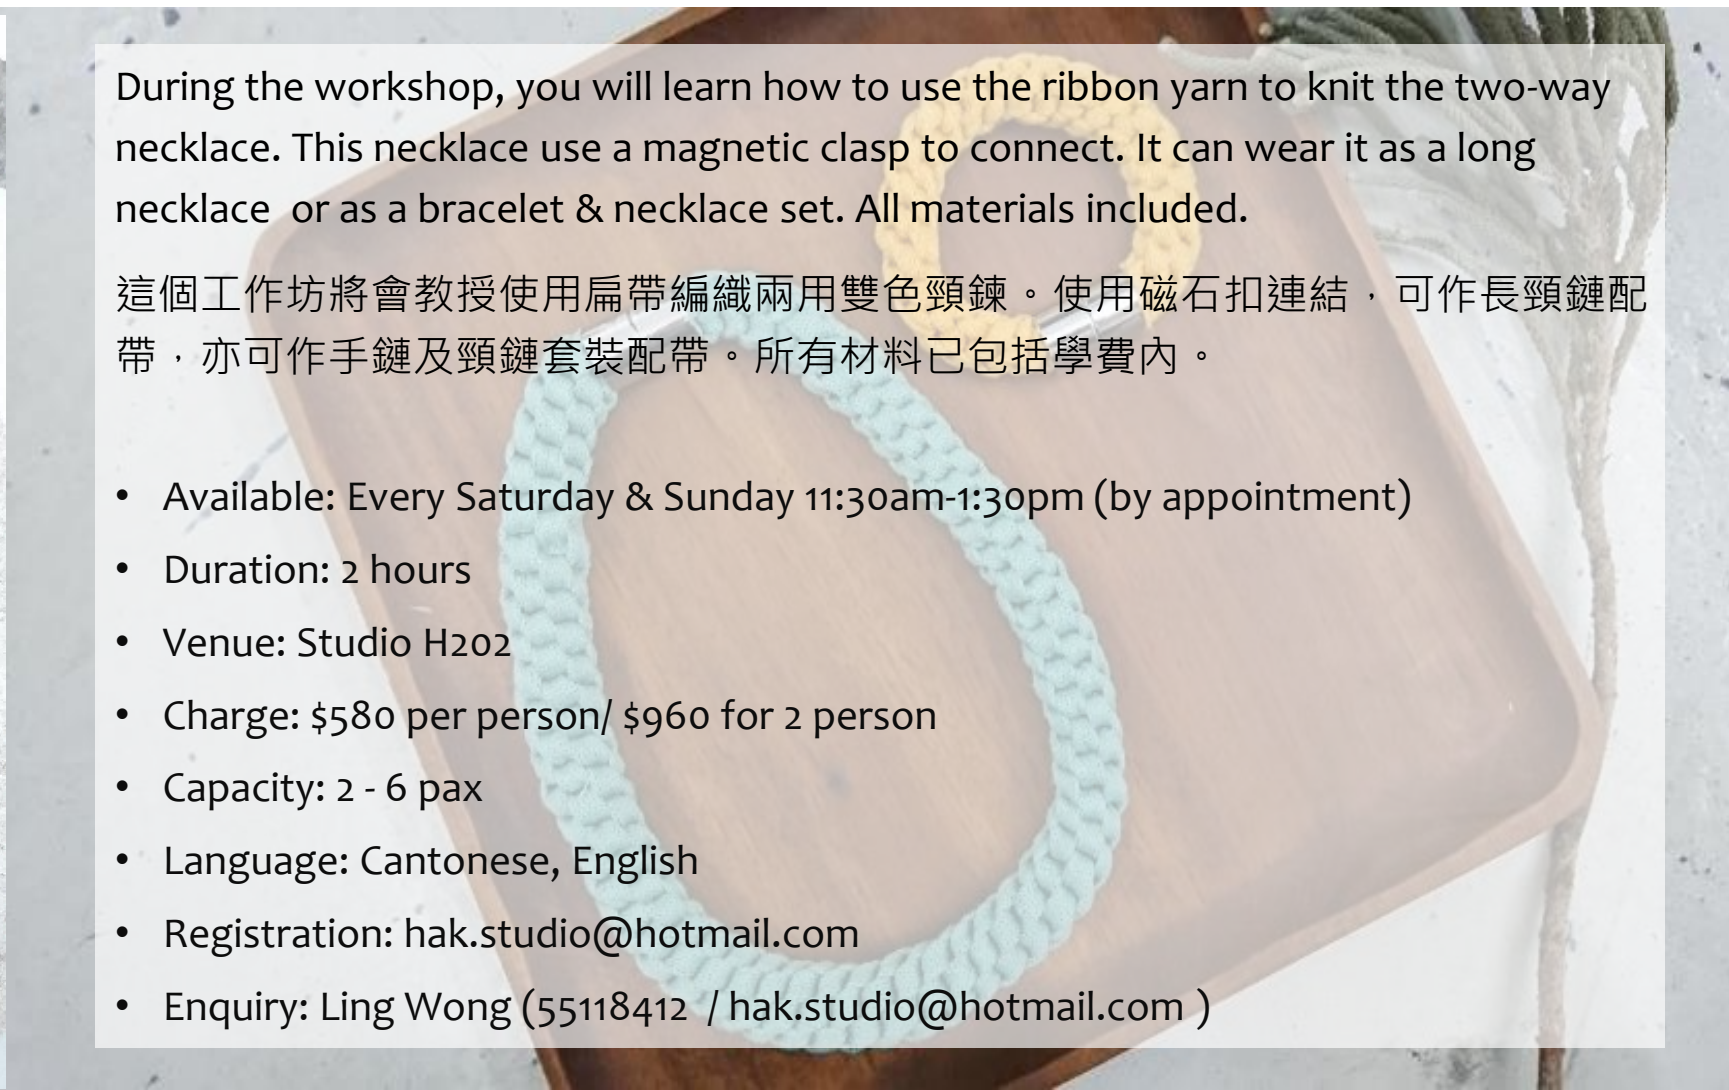 During the workshop, you will learn how to use the ribbon yarn to knit the two-way
necklace. This necklace use a magnetic clasp to connect. It can wear it as a long
necklace  or as a bracelet & necklace set. All materials included.
這個工作坊將會教授使用扁帶編織兩用雙色頸鍊。使用磁石扣連結，可作長頸鏈配
帶，亦可作手鏈及頸鏈套裝配帶。所有材料已包括學費內。
• Available: Every Saturday & Sunday 11:30am-1:30pm (by appointment)
• Duration: 2 hours
• Venue: Studio H202
• Charge: $580 per person/ $960 for 2 person
• Capacity: 2 - 6 pax
• Language: Cantonese, English
• Registration: hak.studio@hotmail.com
• Enquiry: Ling Wong (55118412  / hak.studio@hotmail.com )